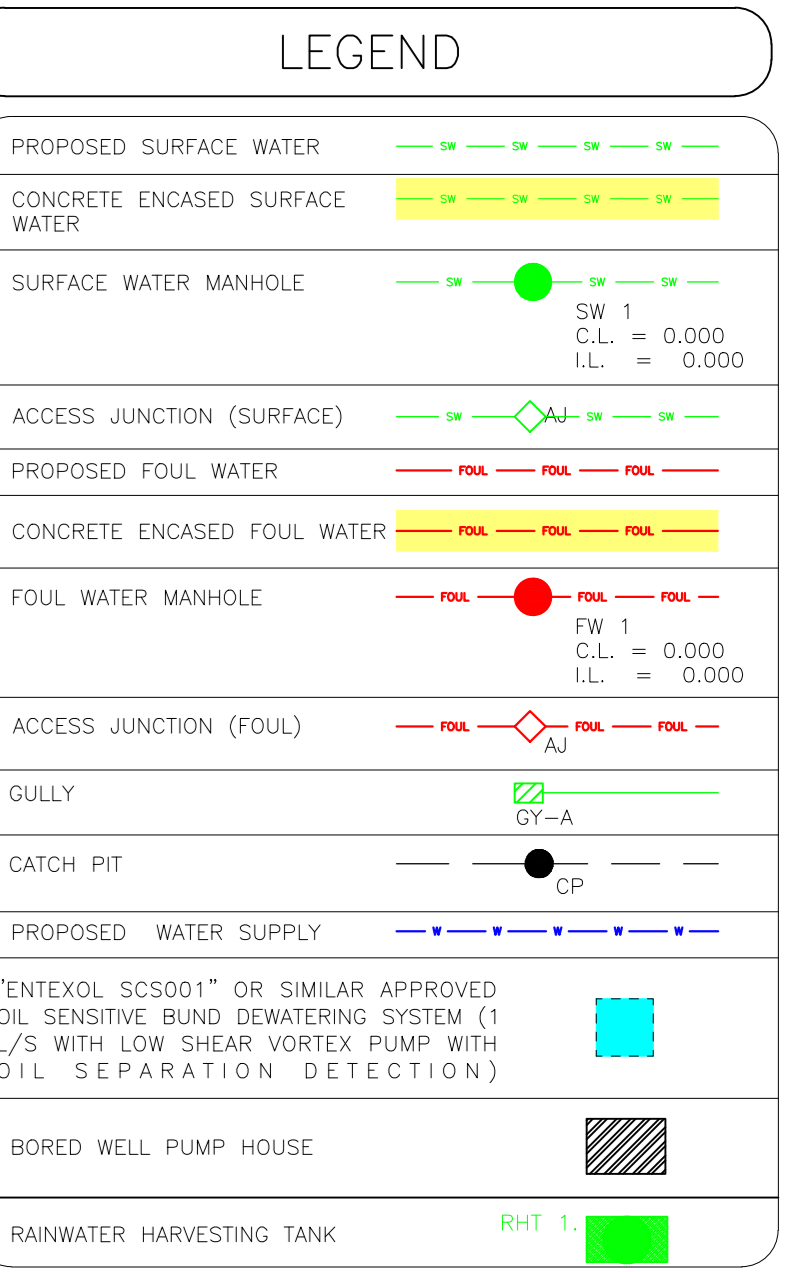 LEGEND
PROPOSED SURFACE WATER
SW SW SW SW
CONCRETE ENCASED SURFACE
WATER
SW SW SW SW
SURFACE WATER MANHOLE
SW SW SW
SW 1
C.L. = 0.000
I.L. = 0.000
ACCESS JUNCTION (SURFACE)
SW AJ SW SW
PROPOSED FOUL WATER
FOUL FOUL FOUL
CONCRETE ENCASED FOUL WATER
FOUL FOUL FOUL
FOUL WATER MANHOLE
FOUL FOUL FOUL
FW 1
C.L. = 0.000
I.L. = 0.000
ACCESS JUNCTION (FOUL)
FOUL FOUL FOUL
AJ
GULLY
GY-A
CATCH PIT
CP
PROPOSED WATER SUPPLY
W W W W W
"ENTEXOL SCS001" OR SIMILAR APPROVED
OIL SENSITIVE BUND DEWATERING SYSTEM (1
L/S WITH LOW SHEAR VORTEX PUMP WITH
OIL SEPARATION DETECTION)
BORED WELL PUMP HOUSE
RAINWATER HARVESTING TANK
RHT 1.